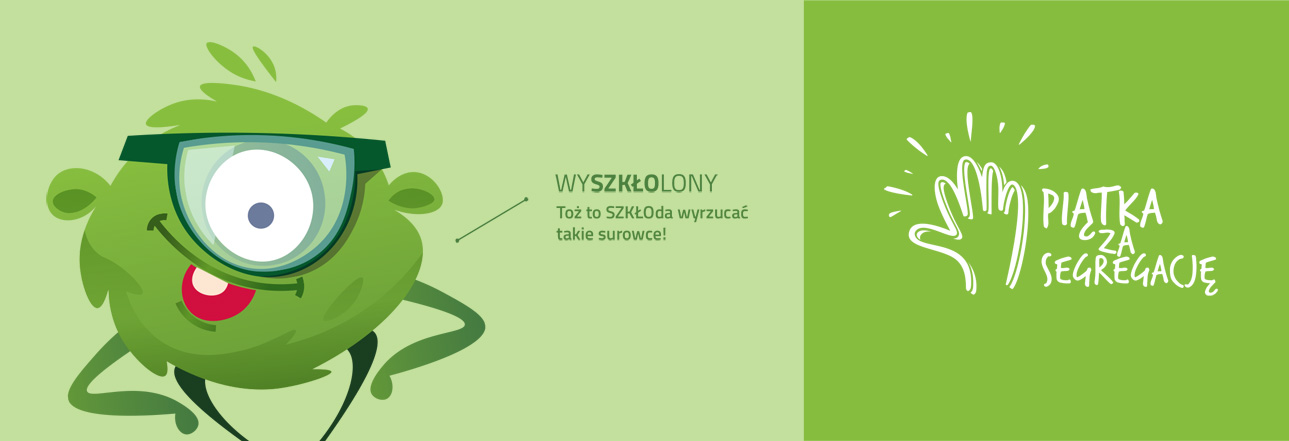 WYSZKŁOLONY
Toż to SZKŁOda wyrzucać
takie surowce!
PIĄTKA
ZA
SEGREGACJĘ